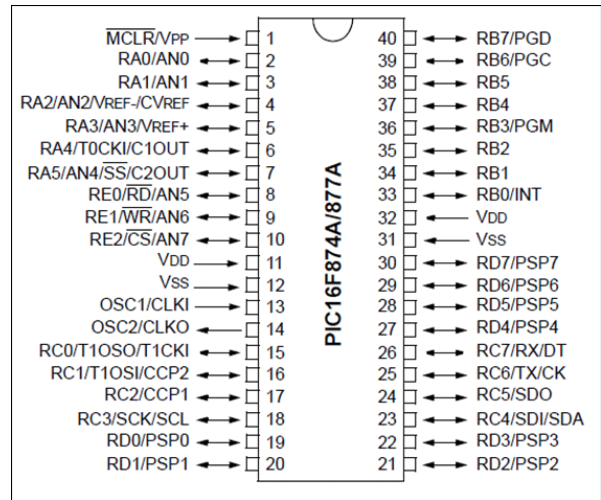 MCLR/VPP 1 40 RB7/PGD
RA0/AN0 2 39 RB6/PGC
RA1/AN1 3 38 RB5
RA2/AN2/VREF-/CVREF 4 37 RB4
RA3/AN3/VREF+ 5 36 RB3/PGM
RA4/T0CKI/C1OUT 6 35 RB2
RA5/AN4/SS/C2OUT 7 34 RB1
RE0/RD/AN5 8 33 RB0/INT
RE1/WR/AN6 9 32 VDD
RE2/CS/AN7 10 31 VSS
VDD 11 30 RD7/PSP7
VSS 12 29 RD6/PSP6
OSC1/CLKI 13 28 RD5/PSP5
OSC2/CLKO 14 27 RD4/PSP4
RC0/T1OSO/T1CKI 15 26 RC7/RX/DT
RC1/T1OSI/CCP2 16 25 RC6/TX/CK
RC2/CCP1 17 24 RC5/SDO
RC3/SCK/SCL 18 23 RC4/SDI/SDA
RD0/PSP0 19 22 RD3/PSP3
RD1/PSP1 20 21 RD2/PSP2
PIC16F874A/877A